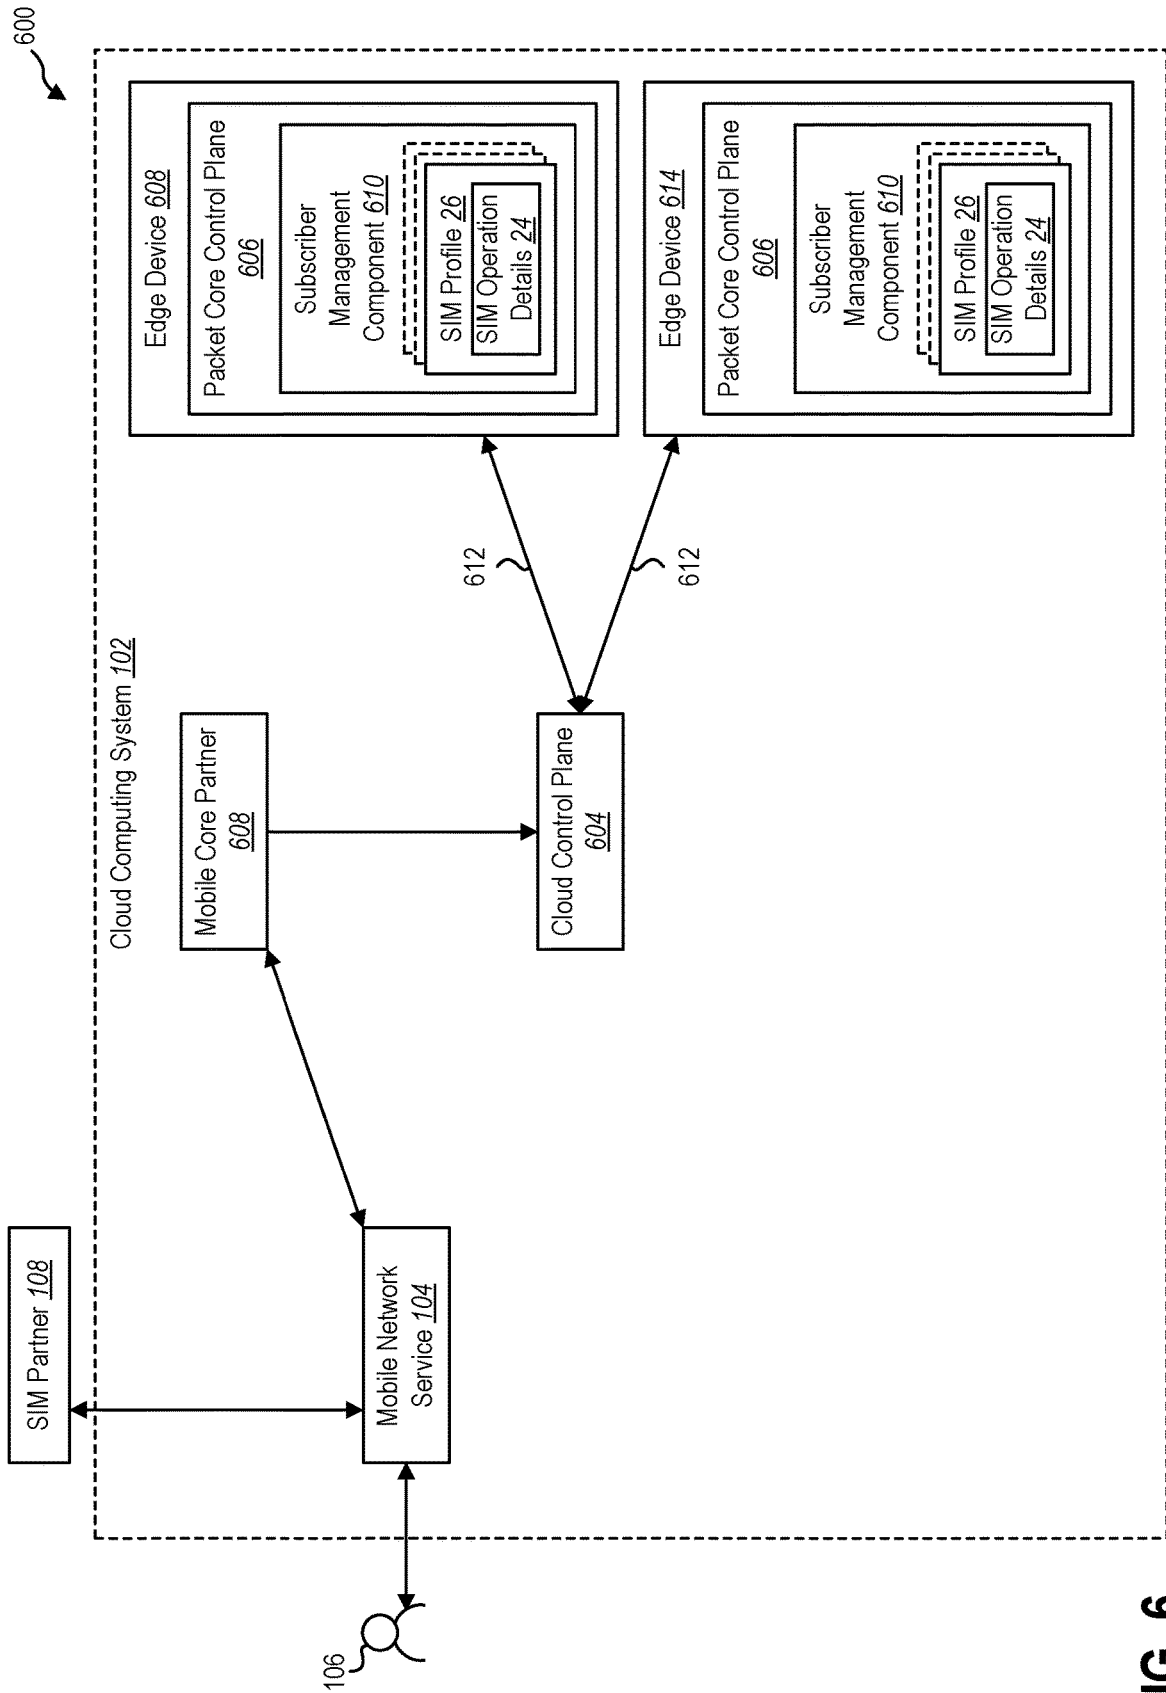 600
SIM Partner 108
Cloud Computing System 102
106
Mobile Network
Service 104
Mobile Core Partner
608
Cloud Control Plane
604
612
612
Edge Device 608
Packet Core Control Plane
606
Subscriber
Management
Component 610
SIM Profile 26
SIM Operation
Details 24
Edge Device 614
Packet Core Control Plane
606
Subscriber
Management
Component 610
SIM Profile 26
SIM Operation
Details 24